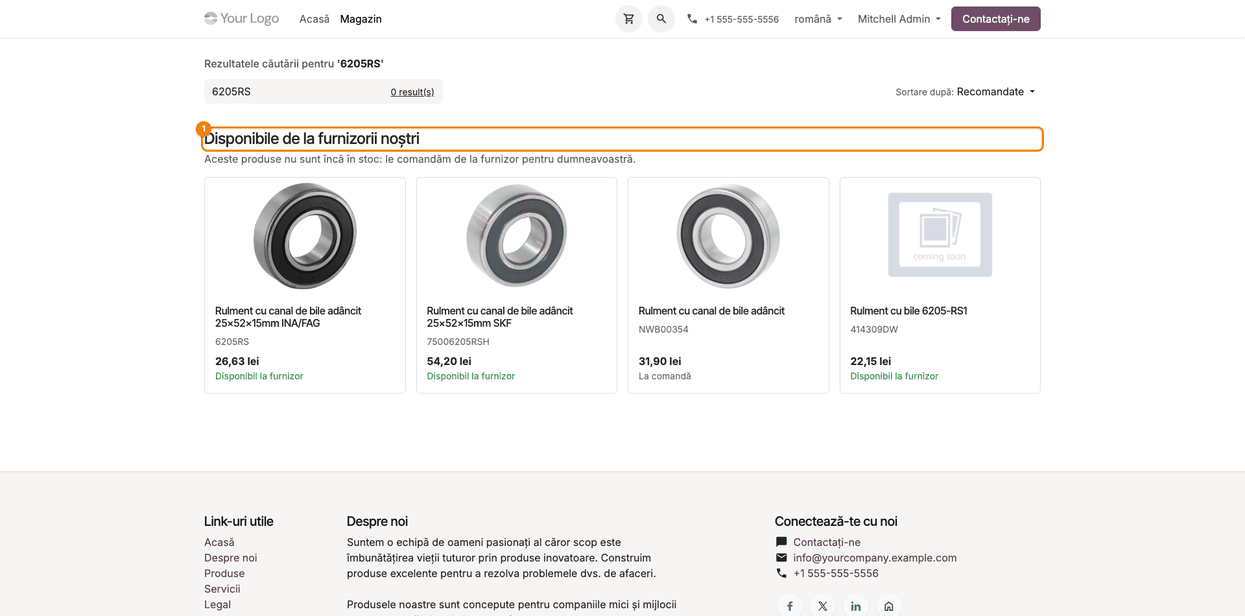 Your Logo
Acasă
Magazin
+1 555-555-5556
română
Mitchell Admin
Contactați-ne
Rezultatele căutării pentru '6205RS'
6205RS
0 result(s)
Sortare după: Recomandate
1
Disponibile de la furnizorii noștri
Aceste produse nu sunt încă în stoc: le comandăm de la furnizor pentru dumneavoastră.
Rulment cu canal de bile adâncit
25×52×15mm INA/FAG
6205RS
26,63 lei
Disponibil la furnizor
Rulment cu canal de bile adâncit
25×52×15mm SKF
75006205RSH
54,20 lei
Disponibil la furnizor
Rulment cu canal de bile adâncit
NWB00354
31,90 lei
La comandă
coming soon
Rulment cu bile 6205-RS1
414309DW
22,15 lei
Disponibil la furnizor
Link-uri utile
Acasă
Despre noi
Produse
Servicii
Legal
Despre noi
Suntem o echipă de oameni pasionați al căror scop este
îmbunătățirea vieții tuturor prin produse inovatoare. Construim
produse excelente pentru a rezolva problemele dvs. de afaceri.
Produsele noastre sunt concepute pentru companiile mici și mijlocii
Conectează-te cu noi
Contactați-ne
info@yourcompany.example.com
+1 555-555-5556